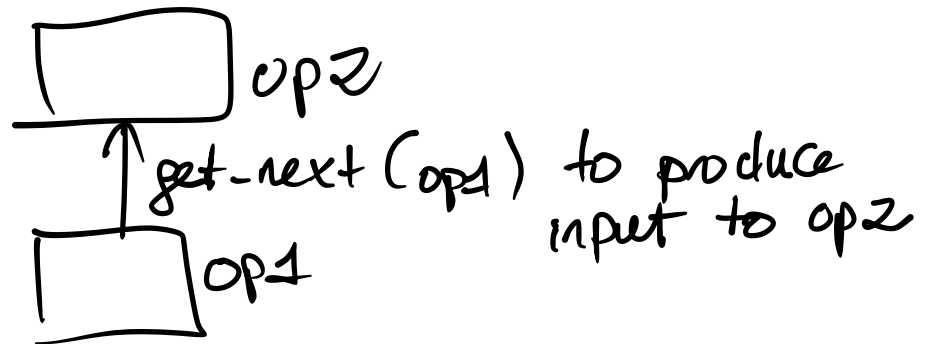 op2
get-next (op1) to produce
input to op2
op1